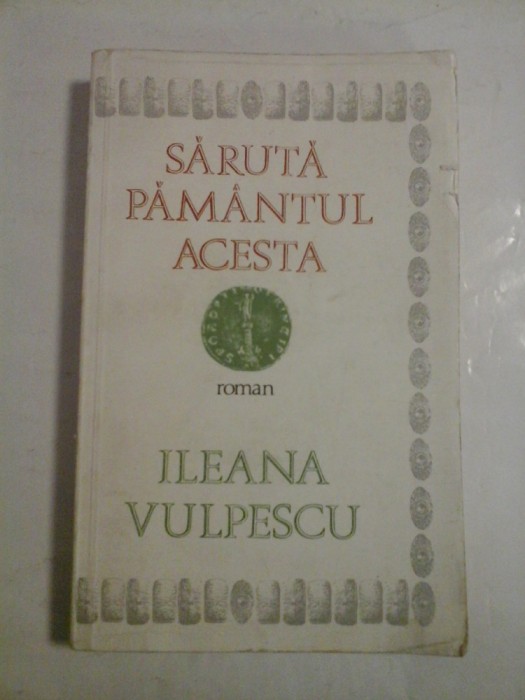 SĂRUTĂ
PĂMÂNTUL
ACESTA
roman
ILEANA
VULPESCU